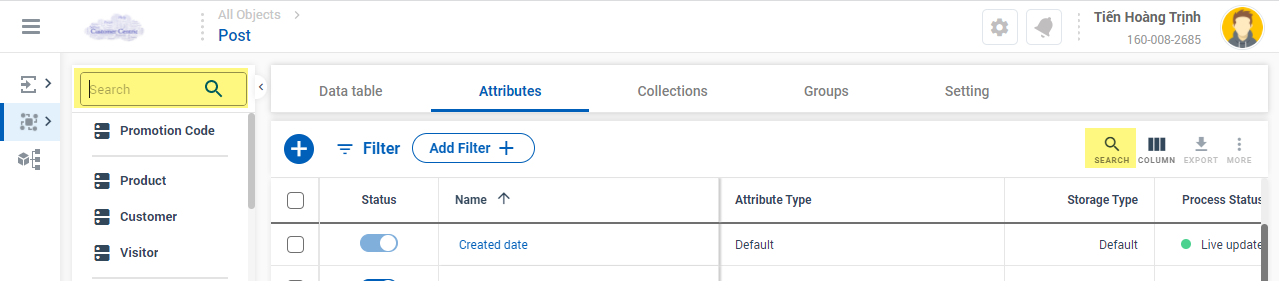 All Objects
Post
Tiến Hoàng Trịnh
160-008-2685
Search
Promotion Code
Product
Customer
Visitor
Data table Attributes Collections Groups Setting
Filter Add Filter
SEARCH COLUMN EXPORT MORE
Status Name Attribute Type Storage Type Process Status
Created date Default Default Live update